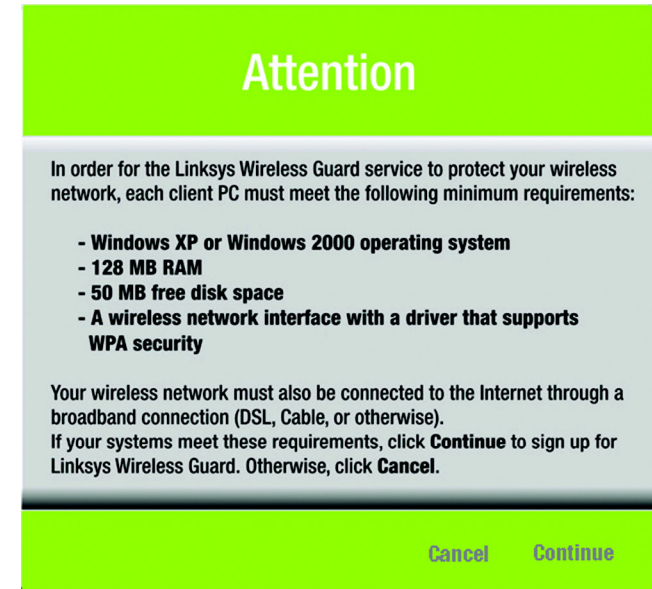 Attention
In order for the Linksys Wireless Guard service to protect your wireless
network, each client PC must meet the following minimum requirements:
- Windows XP or Windows 2000 operating system
- 128 MB RAM
- 50 MB free disk space
- A wireless network interface with a driver that supports
WPA security
Your wireless network must also be connected to the Internet through a
broadband connection (DSL, Cable, or otherwise).
If your systems meet these requirements, click Continue to sign up for
Linksys Wireless Guard. Otherwise, click Cancel.
Cancel Continue